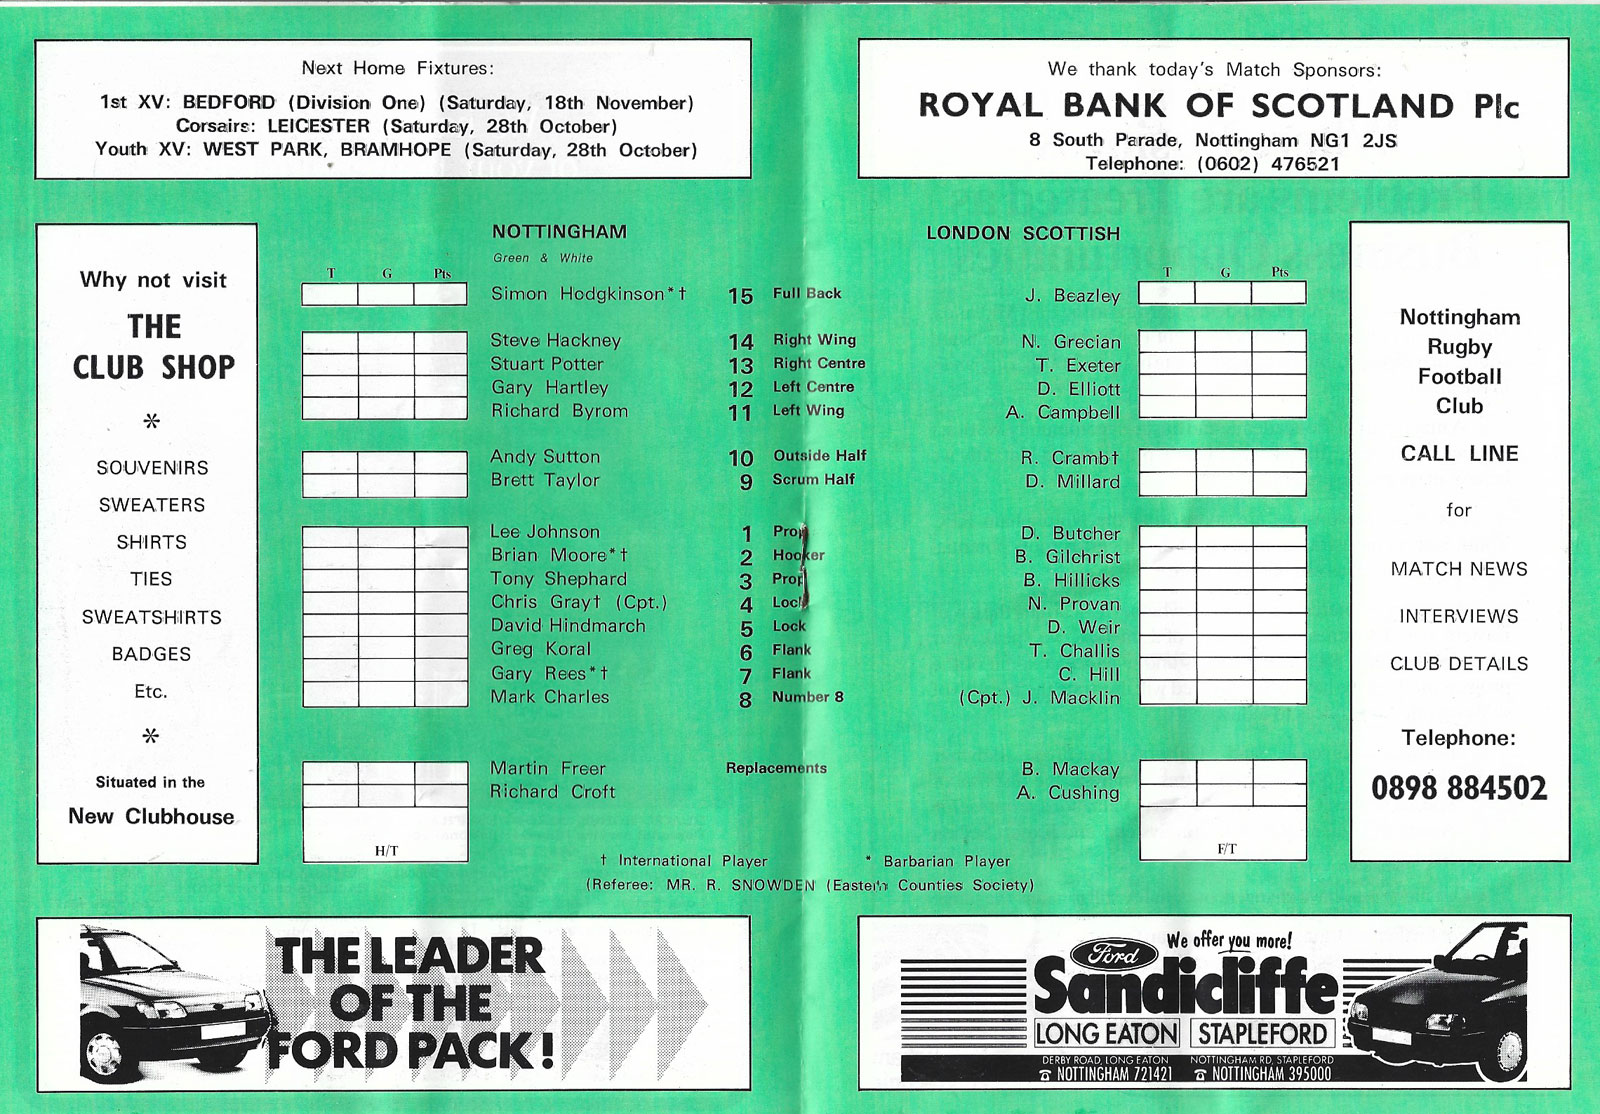 Next Home Fixtures:
1st XV: BEDFORD (Division One) (Saturday, 18th November)
Corsairs: LEICESTER (Saturday, 28th October)
Youth XV: WEST PARK, BRAMHOPE (Saturday, 28th October)
We thank today's Match Sponsors:
ROYAL BANK OF SCOTLAND Plc
8 South Parade, Nottingham NG1 2JS
Telephone: (0602) 476521
Why not visit
THE
CLUB SHOP
*
SOUVENIRS
SWEATERS
SHIRTS
TIES
SWEATSHIRTS
BADGES
Etc.
*
Situated in the
New Clubhouse
NOTTINGHAM LONDON SCOTTISH
Green & White
T G Pts T G Pts
Simon Hodgkinson*† 15 Full Back J. Beazley
Steve Hackney 14 Right Wing N. Grecian
Stuart Potter 13 Right Centre T. Exeter
Gary Hartley 12 Left Centre D. Elliott
Richard Byrom 11 Left Wing A. Campbell
Andy Sutton 10 Outside Half R. Cramb†
Brett Taylor 9 Scrum Half D. Millard
Lee Johnson 1 Prop D. Butcher
Brian Moore*† 2 Hooker B. Gilchrist
Tony Shephard 3 Prop B. Hillicks
Chris Gray† (Cpt.) 4 Lock N. Provan
David Hindmarch 5 Lock D. Weir
Greg Koral 6 Flank T. Challis
Gary Rees*† 7 Flank C. Hill
Mark Charles 8 Number 8 (Cpt.) J. Macklin
Martin Freer Replacements B. Mackay
Richard Croft A. Cushing
H/T F/T
† International Player * Barbarian Player
(Referee: MR. R. SNOWDEN (Eastern Counties Society)
Nottingham
Rugby
Football
Club
CALL LINE
for
MATCH NEWS
INTERVIEWS
CLUB DETAILS
Telephone:
0898 884502
THE LEADER
OF THE
FORD PACK!
We offer you more!
Ford
Sandicliffe
LONG EATON STAPLEFORD
DERBY ROAD, LONG EATON NOTTINGHAM RD, STAPLEFORD
☎ NOTTINGHAM 721421 ☎ NOTTINGHAM 395000